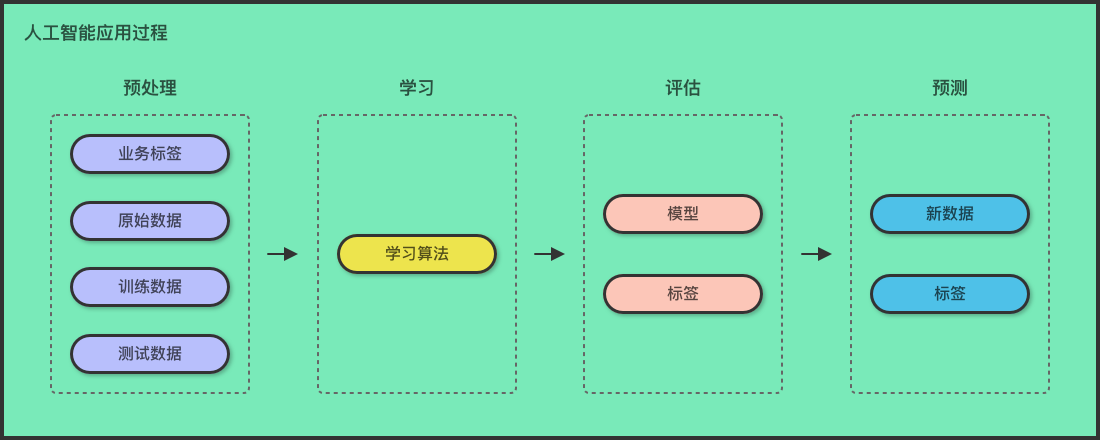 人工智能应用过程
预处理
业务标签
原始数据
训练数据
测试数据
学习
学习算法
评估
模型
标签
预测
新数据
标签